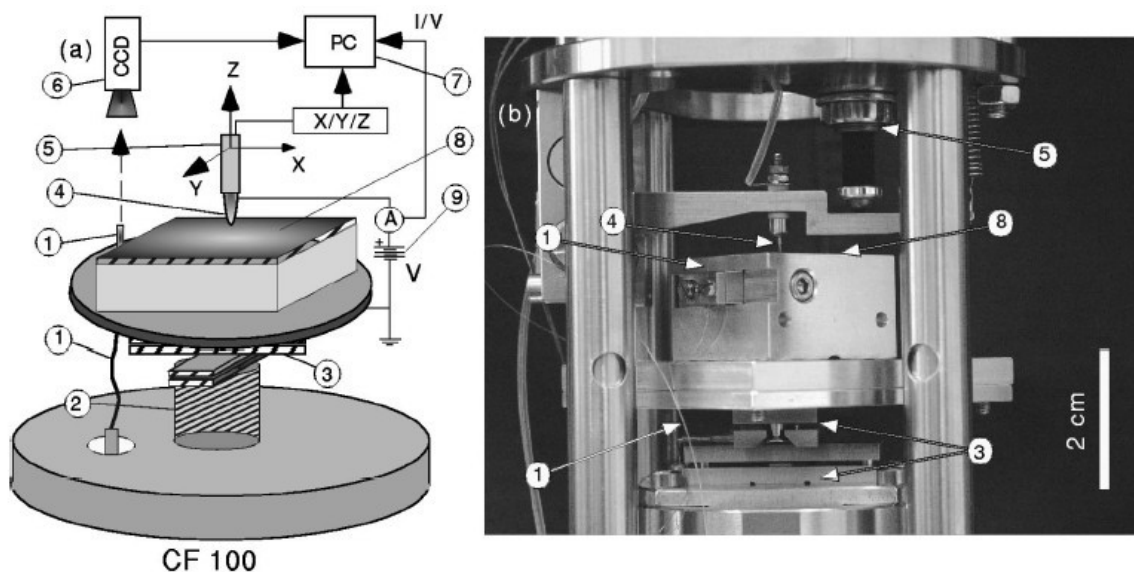 (a)
CCD
PC
I/V
⑥
⑦
Z
X/Y/Z
⑤
X
⑧
Y
④
⑨
①
A
+
V
①
③
②
CF 100
(b)
⑤
④
①
⑧
①
③
2 cm